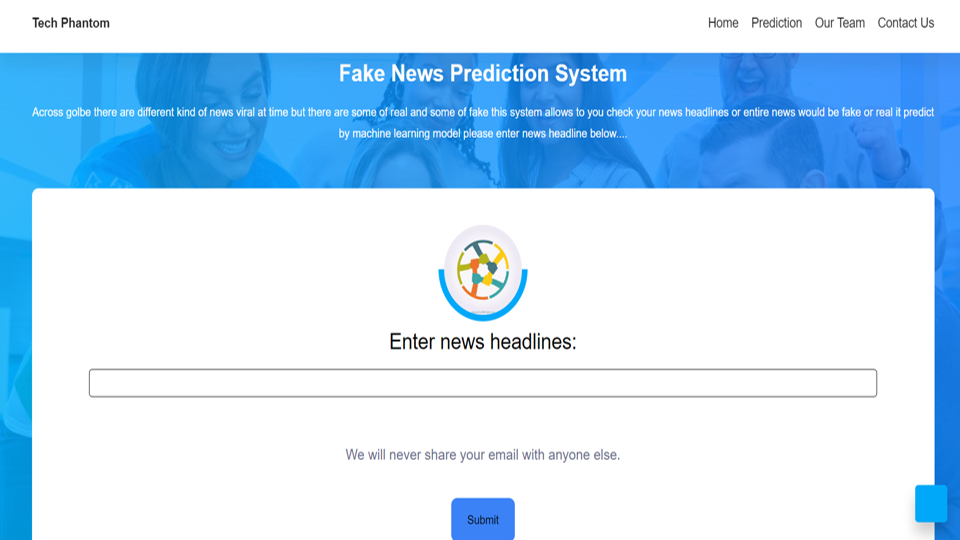 Tech Phantom
Home Prediction Our Team Contact Us
Fake News Prediction System
Across golbe there are different kind of news viral at time but there are some of real and some of fake this system allows to you check your news headlines or entire news would be fake or real it predict
by machine learning model please enter news headline below....
Enter news headlines:
We will never share your email with anyone else.
Submit